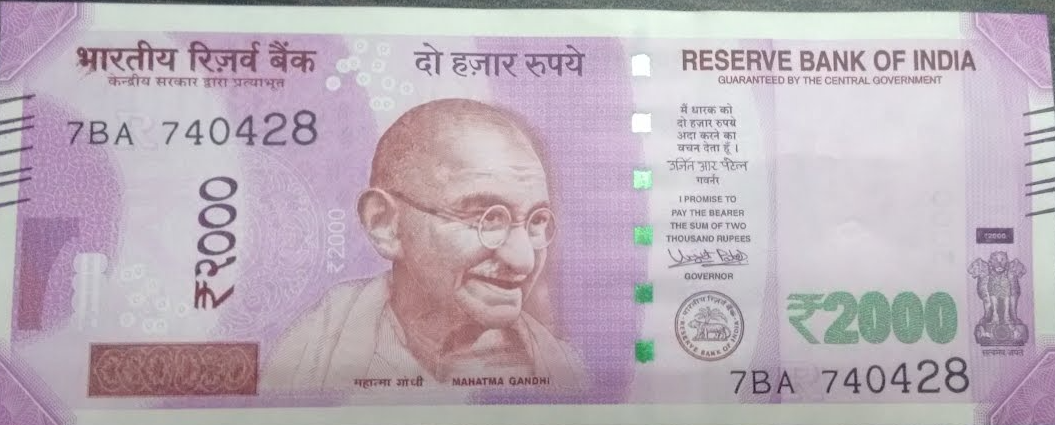 भारतीय रिज़र्व बैंक
केन्द्रीय सरकार द्वारा प्रत्याभूत
7BA 740428
₹२०००
₹2000
दो हज़ार रुपये
महात्मा गांधी MAHATMA GANDHI
RESERVE BANK OF INDIA
GUARANTEED BY THE CENTRAL GOVERNMENT
मैं धारक को
दो हज़ार रुपये
अदा करने का
वचन देता हूँ ।
उर्जित आर पटेल
गवर्नर
I PROMISE TO
PAY THE BEARER
THE SUM OF TWO
THOUSAND RUPEES
GOVERNOR
भारतीय रिज़र्व बैंक
RESERVE BANK OF INDIA
₹2000
₹2000
सत्यमेव जयते
7BA 740428